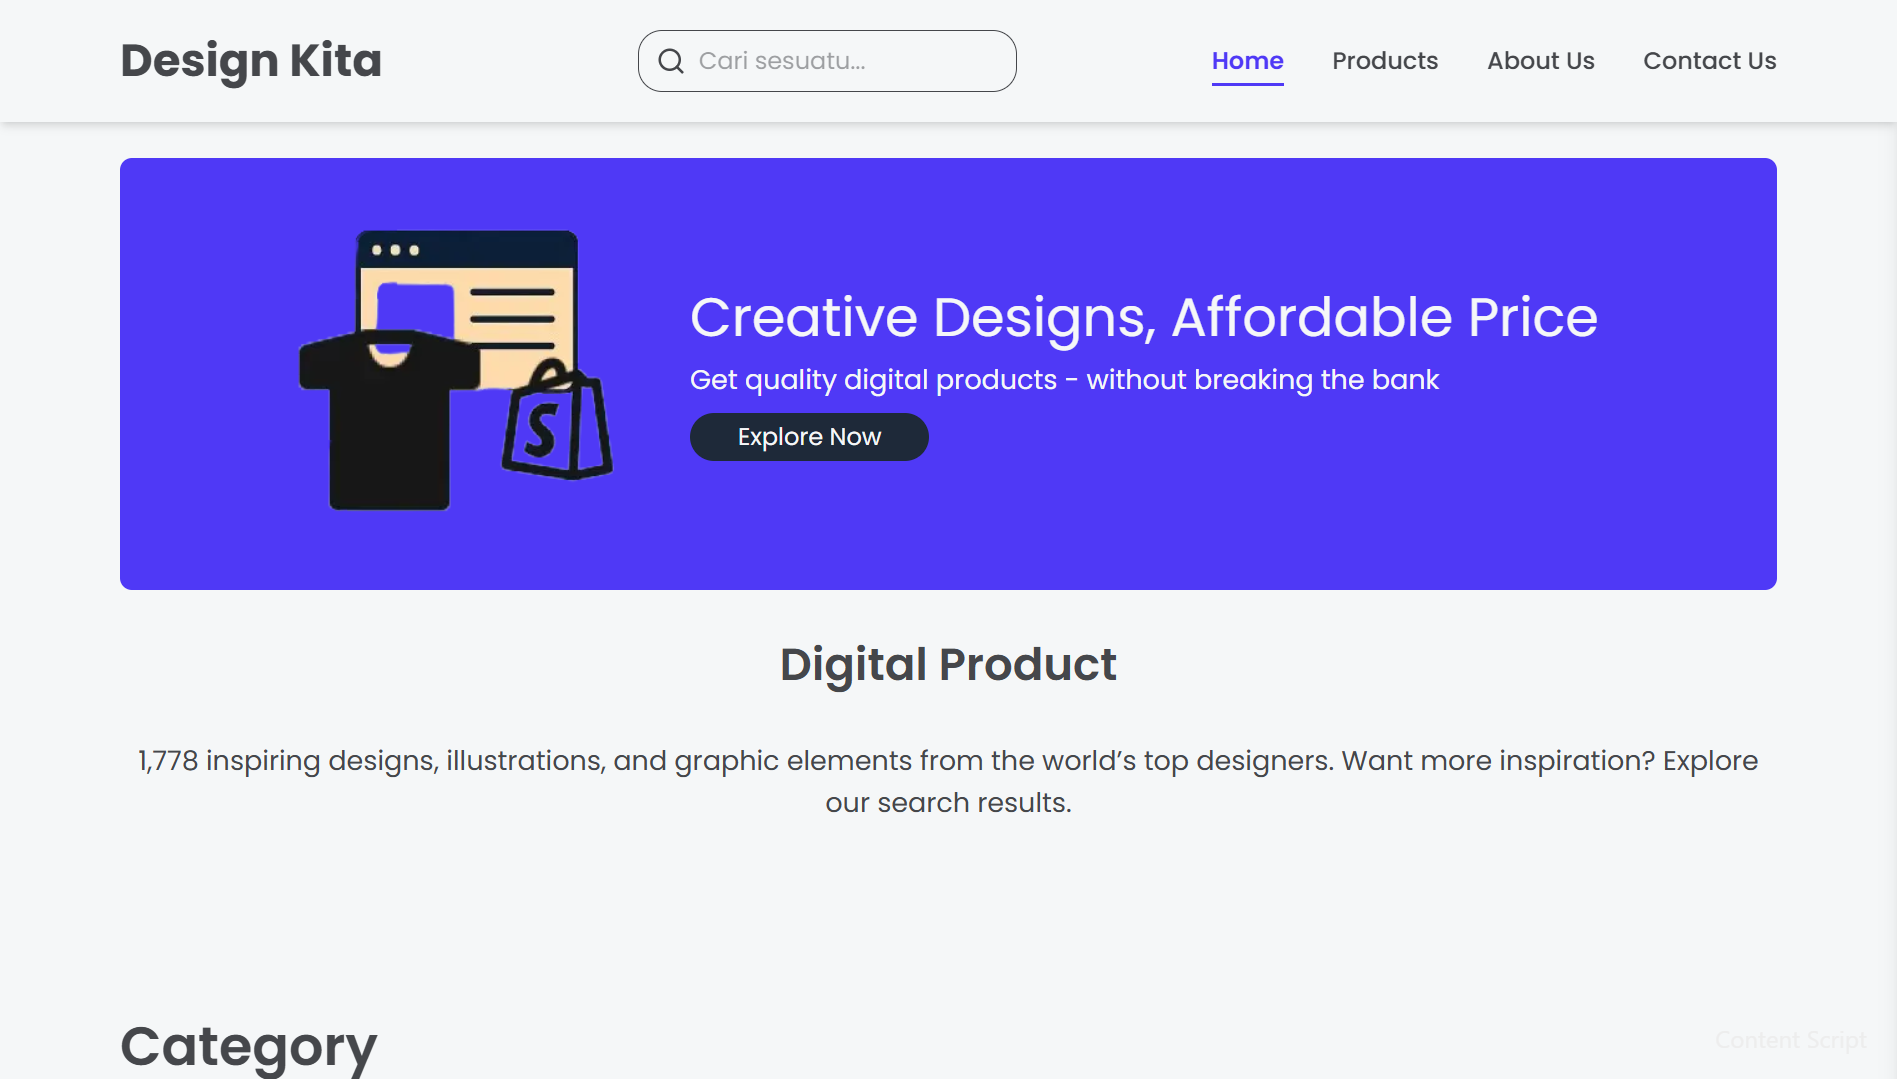 Design Kita
Cari sesuatu...
Home
Products
About Us
Contact Us
S
Creative Designs, Affordable Price
Get quality digital products - without breaking the bank
Explore Now
Digital Product
1,778 inspiring designs, illustrations, and graphic elements from the world’s top designers. Want more inspiration? Explore
our search results.
Category
Content Script